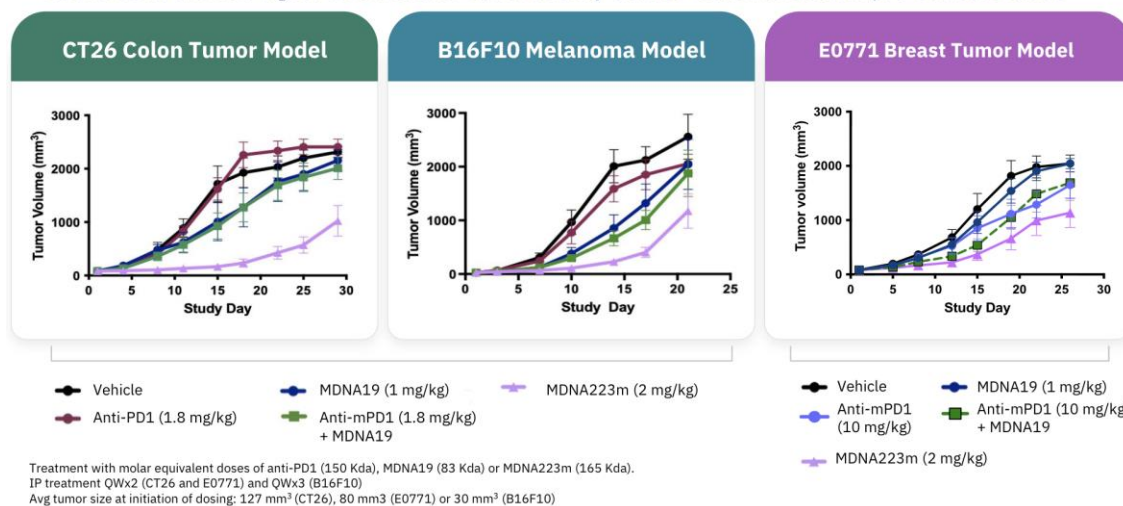 CT26 Colon Tumor Model
3000
2000
1000
0
Tumor Volume (mm³)
0 5 10 15 20 25 30
Study Day
B16F10 Melanoma Model
3000
2000
1000
0
Tumor Volume (mm³)
0 5 10 15 20 25
Study Day
E0771 Breast Tumor Model
3000
2000
1000
0
Tumor volume (mm³)
0 5 10 15 20 25 30
Study Day
Vehicle
MDNA19 (1 mg/kg)
MDNA223m (2 mg/kg)
Anti-PD1 (1.8 mg/kg)
Anti-mPD1 (1.8 mg/kg)
+ MDNA19
Vehicle
MDNA19 (1 mg/kg)
Anti-mPD1
(10 mg/kg)
Anti-mPD1 (10 mg/kg
+ MDNA19
MDNA223m (2 mg/kg)
Treatment with molar equivalent doses of anti-PD1 (150 Kda), MDNA19 (83 Kda) or MDNA223m (165 Kda).
IP treatment QWx2 (CT26 and E0771) and QWx3 (B16F10)
Avg tumor size at initiation of dosing: 127 mm³ (CT26), 80 mm3 (E0771) or 30 mm³ (B16F10)